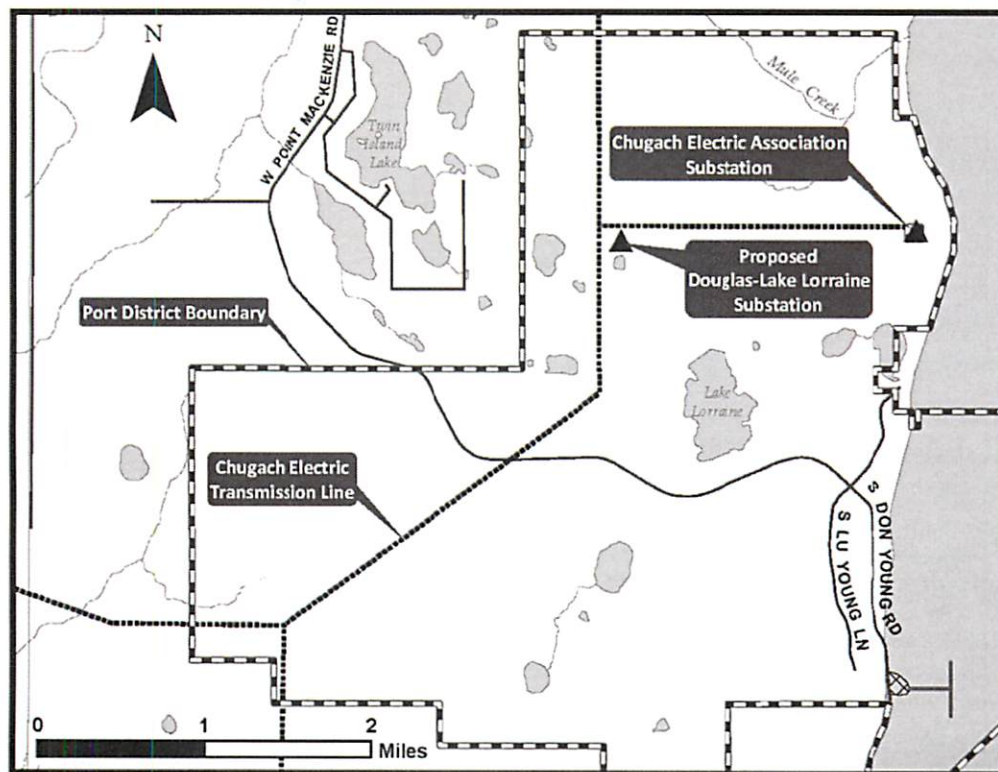 N
W POINT MACKENZIE RD
Twin
Island
Lake
Mule Creek
Chugach Electric Association
Substation
Proposed
Douglas-Lake Lorraine
Substation
Port District Boundary
Lake
Lorraine
Chugach Electric
Transmission Line
S DON YOUNG RD
S LU YOUNG LN
0 1 2
Miles